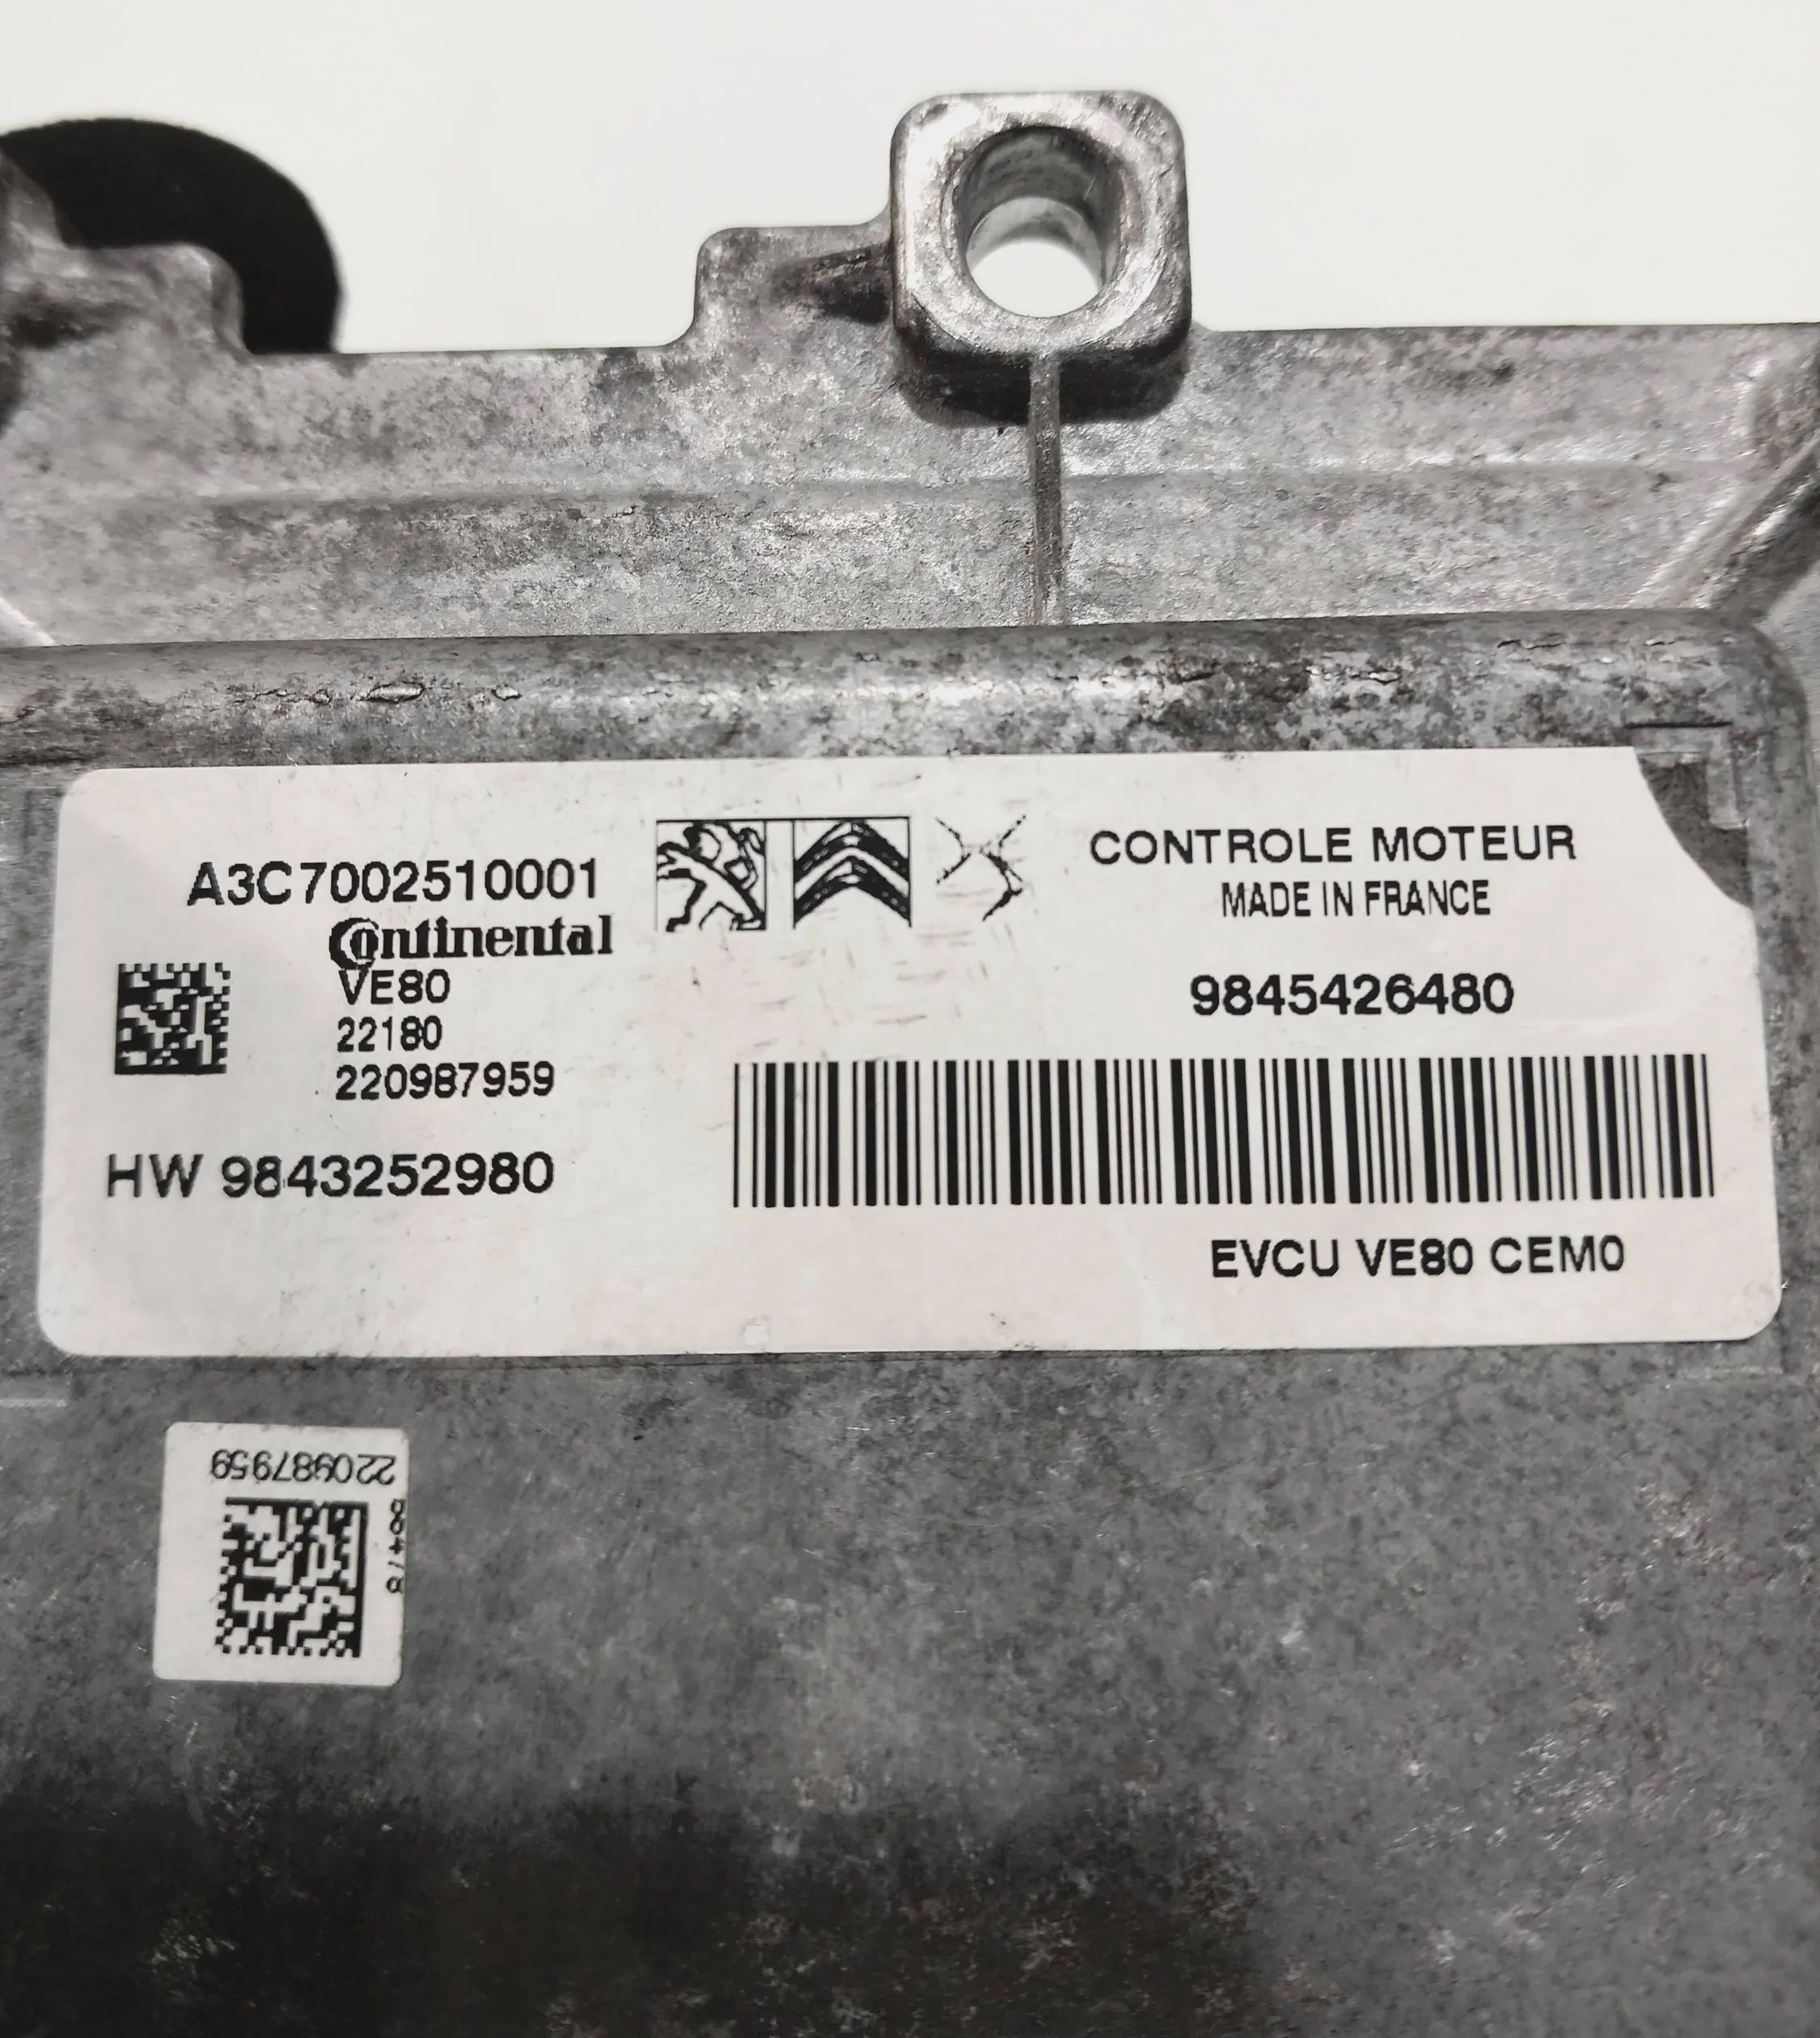 A3C7002510001
Continental
VE80
22180
220987959
HW 9843252980
CONTROLE MOTEUR
MADE IN FRANCE
9845426480
EVCU VE80 CEM0
220987959